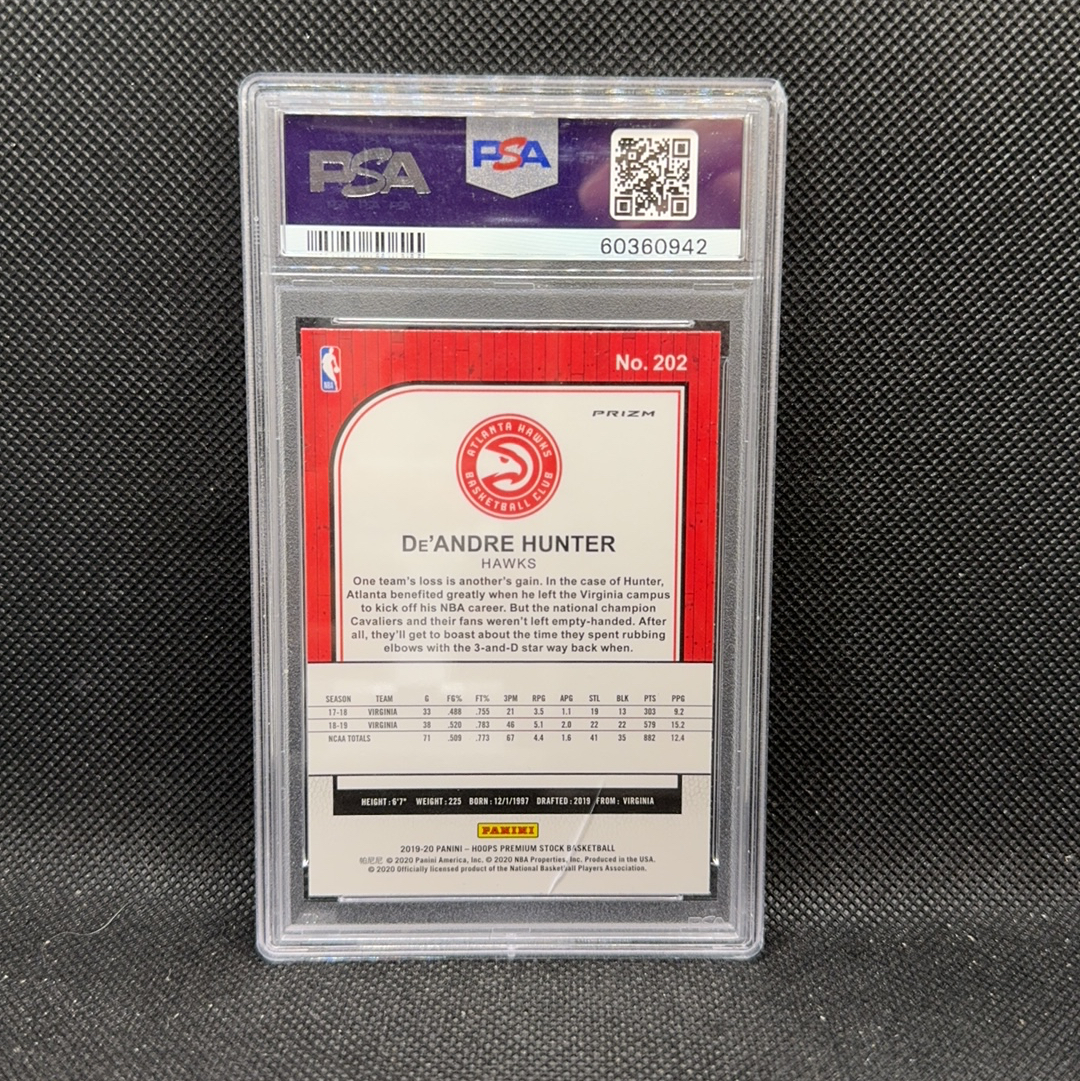 PSA
PSA
60360942
No. 202
PRIZM
ATLANTA HAWKS
BASKETBALL CLUB
DE'ANDRE HUNTER
HAWKS
One team's loss is another's gain. In the case of Hunter,
Atlanta benefited greatly when he left the Virginia campus
to kick off his NBA career. But the national champion
Cavaliers and their fans weren't left empty-handed. After
all, they'll get to boast about the time they spent rubbing
elbows with the 3-and-D star way back when.
SEASON TEAM G FG% FT% 3PM RPG APG STL BLK PTS PPG
17-18 VIRGINIA 33 .488 .755 21 3.5 1.1 19 13 303 9.2
18-19 VIRGINIA 38 .520 .783 46 5.1 2.0 22 22 579 15.2
NCAA TOTALS 71 .509 .773 67 4.4 1.6 41 35 882 12.4
HEIGHT: 6'7" WEIGHT: 225 BORN: 12/1/1997 DRAFTED: 2019 FROM: VIRGINIA
PANINI
2019-20 PANINI – HOOPS PREMIUM STOCK BASKETBALL
帕尼尼 © 2020 Panini America, Inc. © 2020 NBA Properties, Inc. Produced in the USA.
© 2020 Officially licensed product of the National Basketball Players Association.
PSA